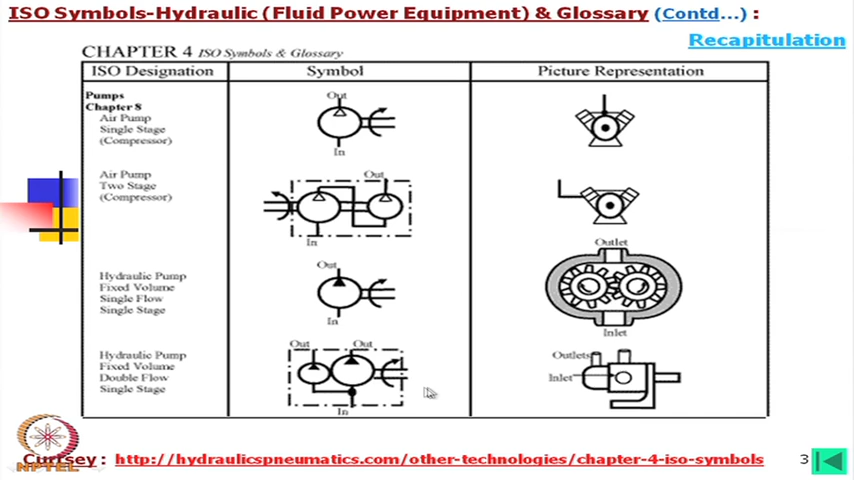 ISO Symbols-Hydraulic (Fluid Power Equipment) & Glossary (Contd...) :
Recapitulation
CHAPTER 4 ISO Symbols & Glossary
ISO Designation Symbol Picture Representation
Pumps
Chapter 8
Air Pump
Single Stage
(Compressor)
Out
In
Air Pump
Two Stage
(Compressor)
Out
In
Hydraulic Pump
Fixed Volume
Single Flow
Single Stage
Out
In
Outlet
Inlet
Hydraulic Pump
Fixed Volume
Double Flow
Single Stage
Out Out
In
Outlets
Inlet
Curtsey : http://hydraulicspneumatics.com/other-technologies/chapter-4-iso-symbols 3
NPTEL